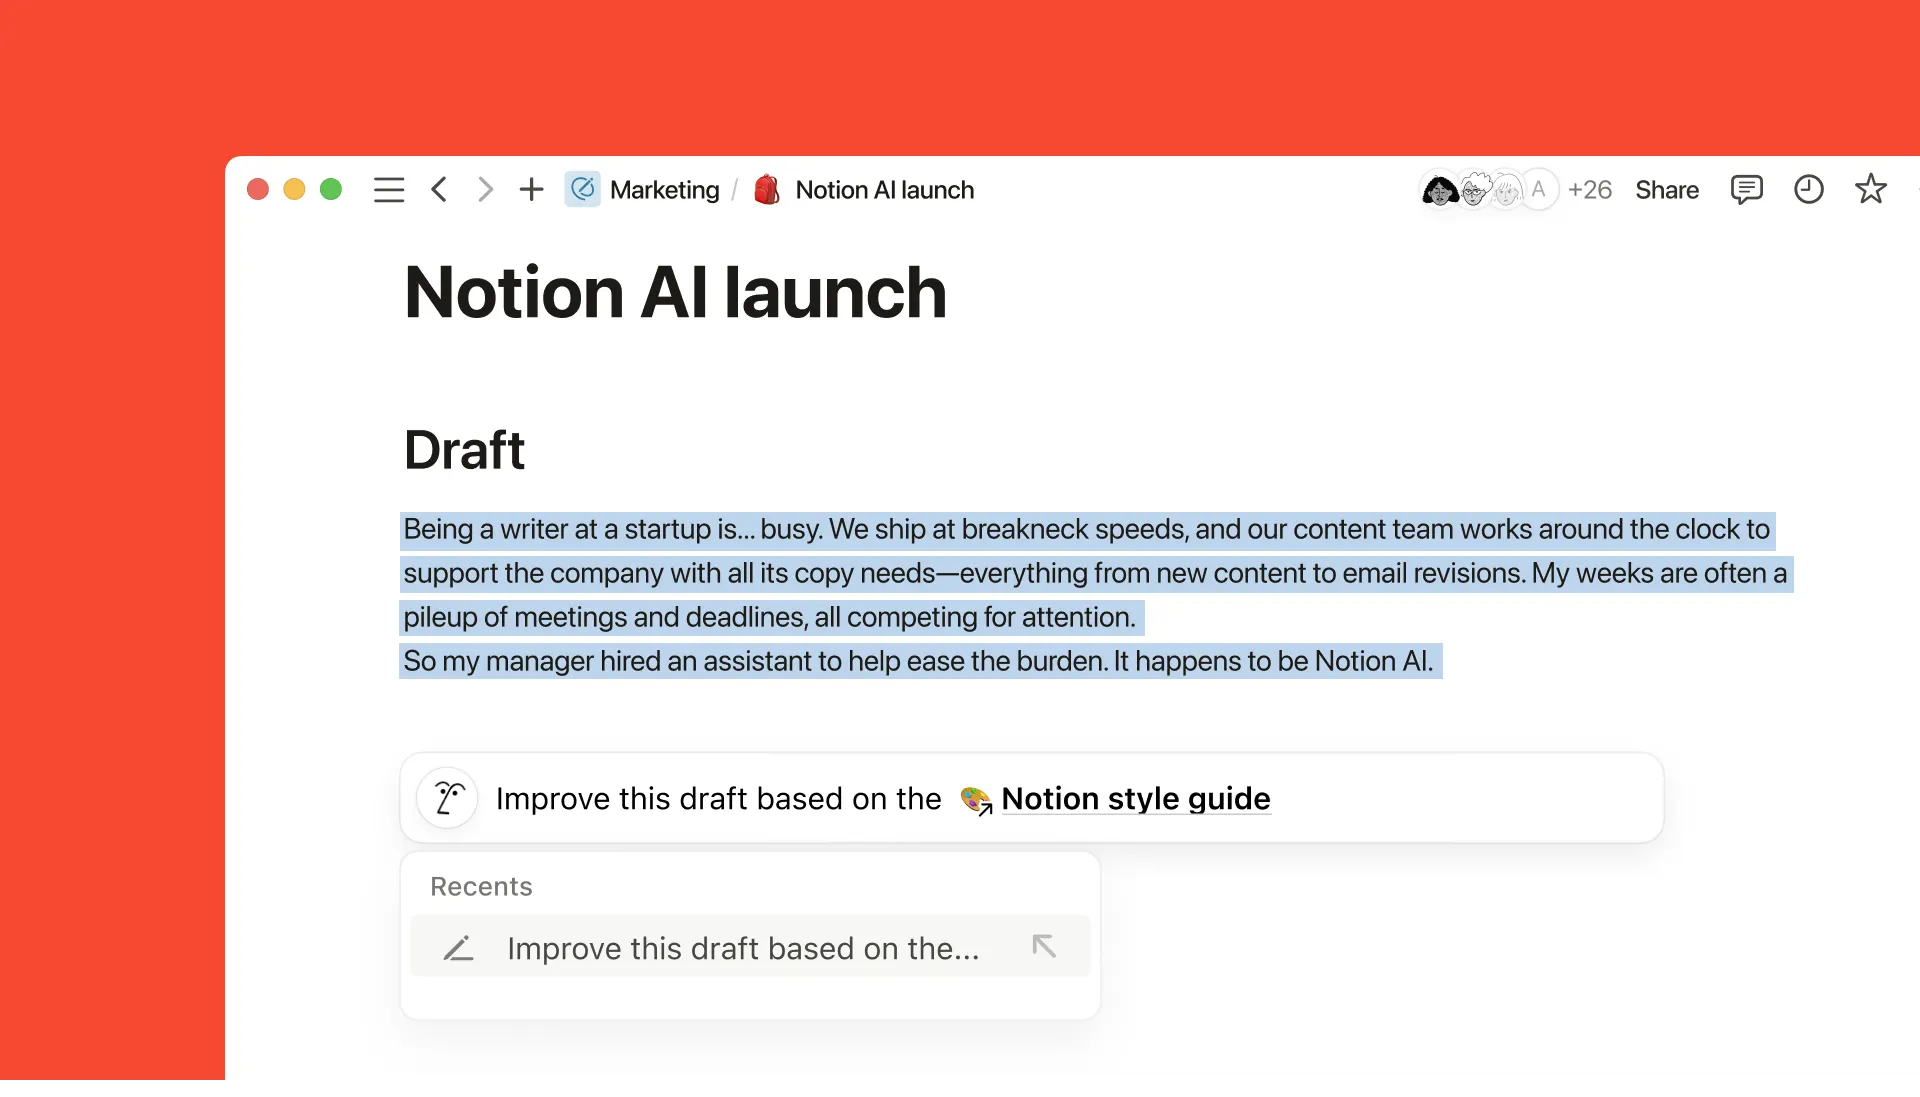 Marketing / Notion AI launch
A +26 Share
Notion AI launch
Draft
Being a writer at a startup is... busy. We ship at breakneck speeds, and our content team works around the clock to
support the company with all its copy needs—everything from new content to email revisions. My weeks are often a
pileup of meetings and deadlines, all competing for attention.
So my manager hired an assistant to help ease the burden. It happens to be Notion AI.
Improve this draft based on the Notion style guide
Recents
Improve this draft based on the...